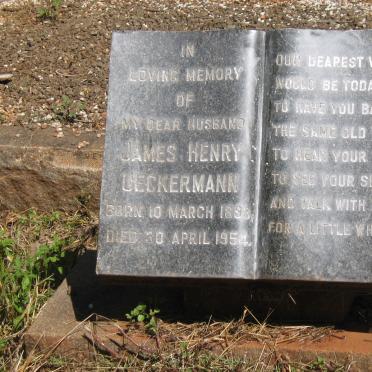 IN
LOVING MEMORY
OF
MY DEAR HUSBAND
JAMES HENRY
BORN 10 MARCH
DIED 30 APRIL 1954.
OUR DEAREST
WOULD BE
TO HAVE YOU
THE SAME OLD
TO HEAR YOUR
TO SEE YOUR
AND TALK WITH
FOR A LITTLE